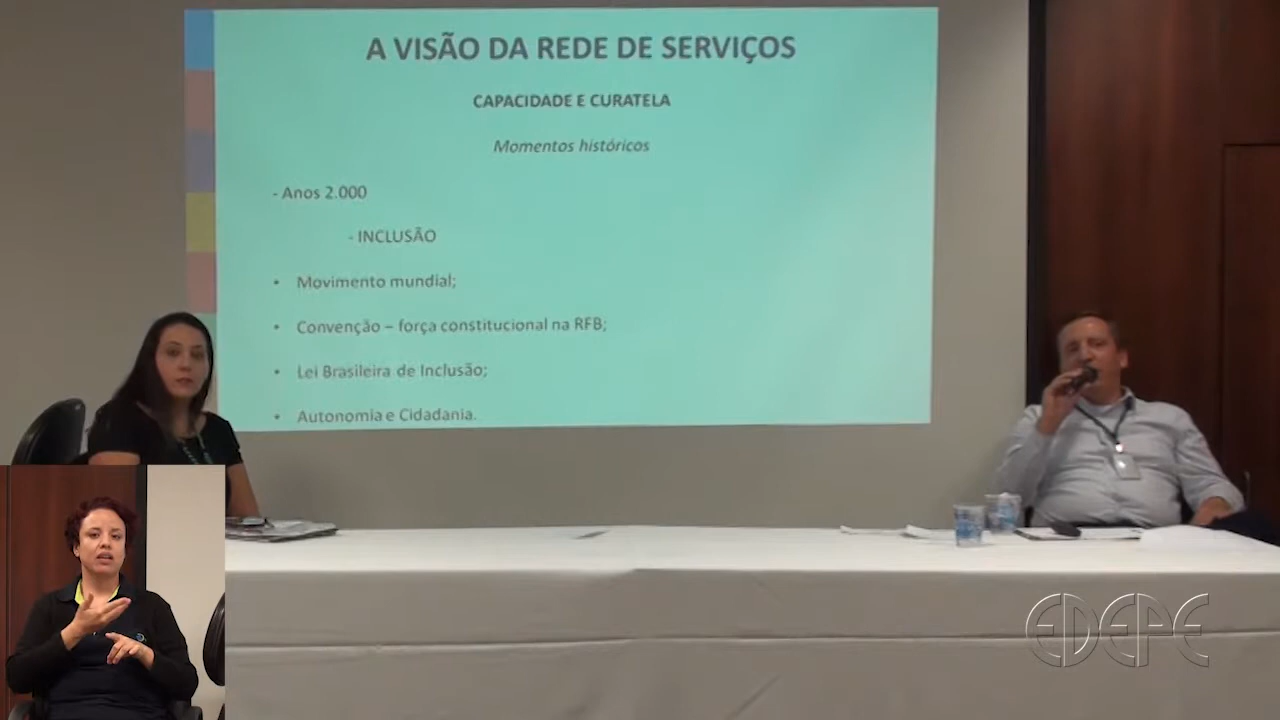 A VISÃO DA REDE DE SERVIÇOS
CAPACIDADE E CURATELA
Momentos históricos
- Anos 2.000
- INCLUSÃO
• Movimento mundial;
• Convenção – força constitucional na RFB;
• Lei Brasileira de Inclusão;
• Autonomia e Cidadania.
EDEPE